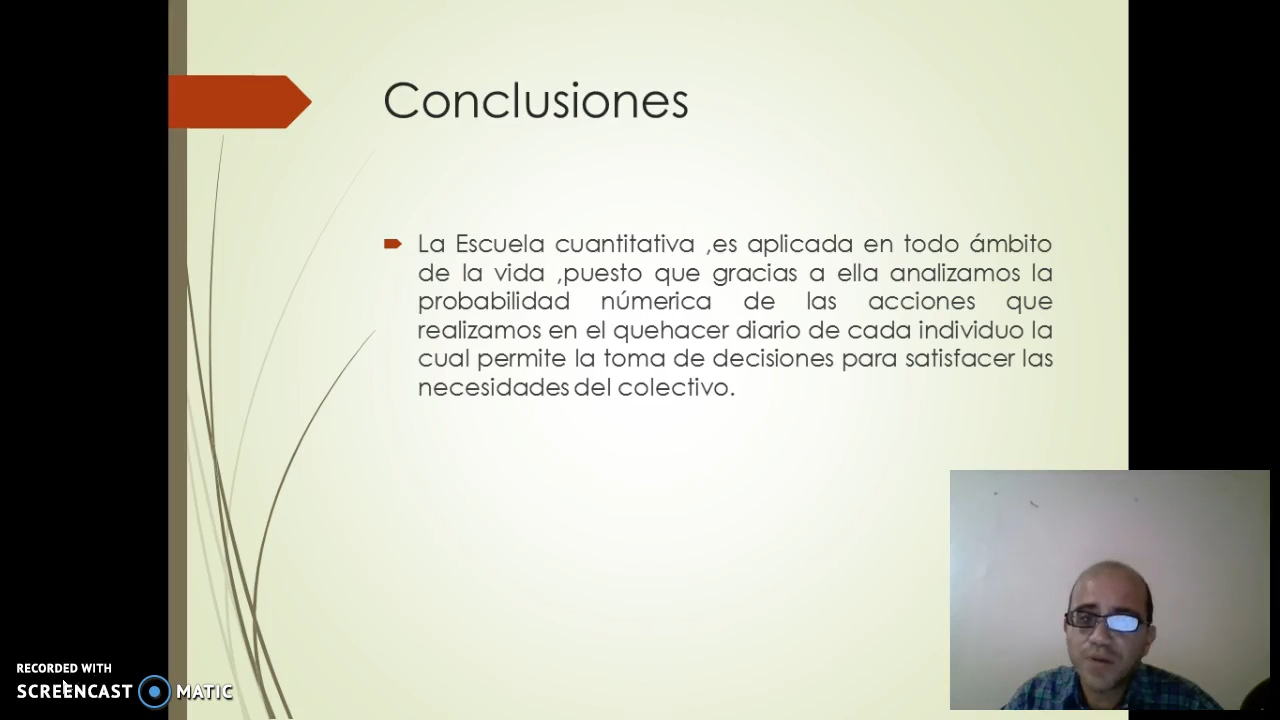 Conclusiones
La Escuela cuantitativa ,es aplicada en todo ámbito
de la vida ,puesto que gracias a ella analizamos la
probabilidad númerica de las acciones que
realizamos en el quehacer diario de cada individuo la
cual permite la toma de decisiones para satisfacer las
necesidades del colectivo.
RECORDED WITH
SCREENCAST MATIC